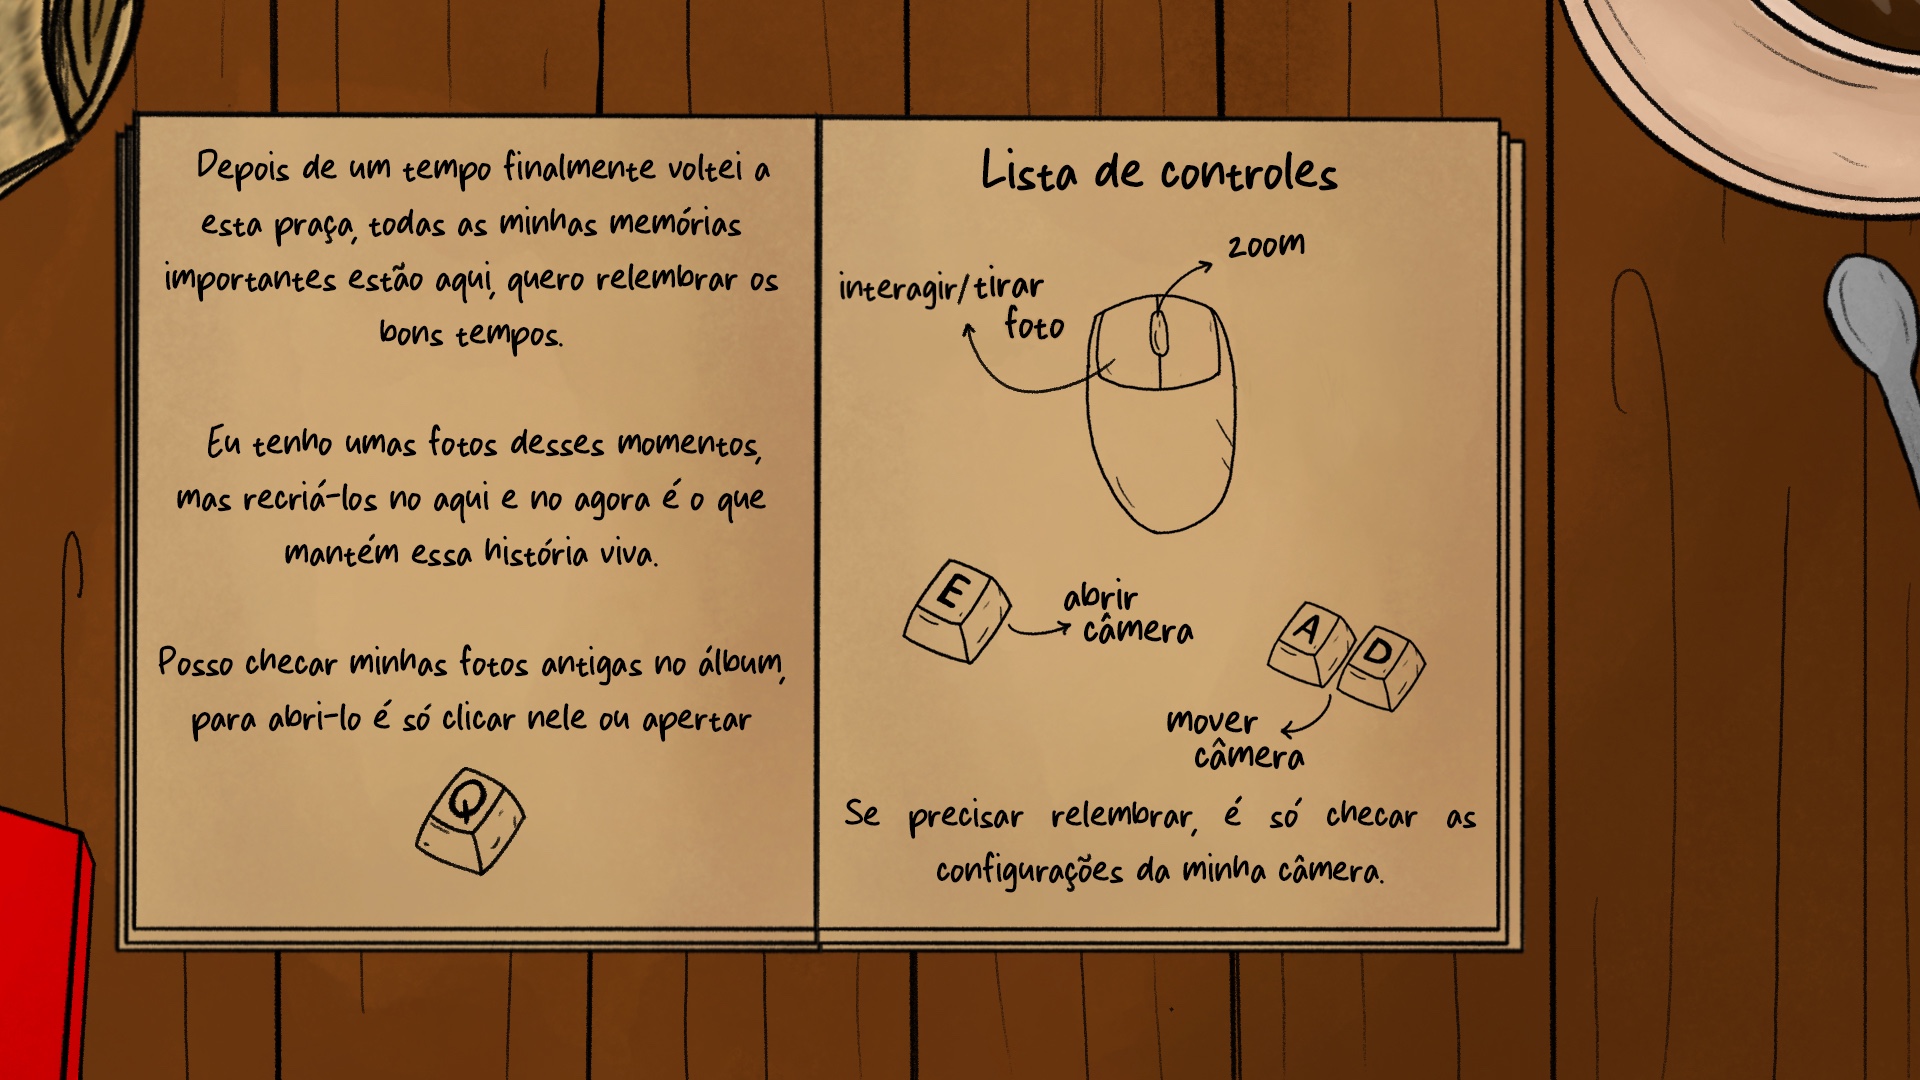 Depois de um tempo finalmente voltei a
esta praça, todas as minhas memórias
importantes estão aqui, quero relembrar os
bons tempos.
Eu tenho umas fotos desses momentos,
mas recriá-los no aqui e no agora é o que
mantém essa história viva.
Posso checar minhas fotos antigas no álbum,
para abri-lo é só clicar nele ou apertar
Q
Lista de controles
zoom
interagir/tirar
foto
E
abrir
câmera
A D
mover
câmera
Se precisar relembrar, é só checar as
configurações da minha câmera.